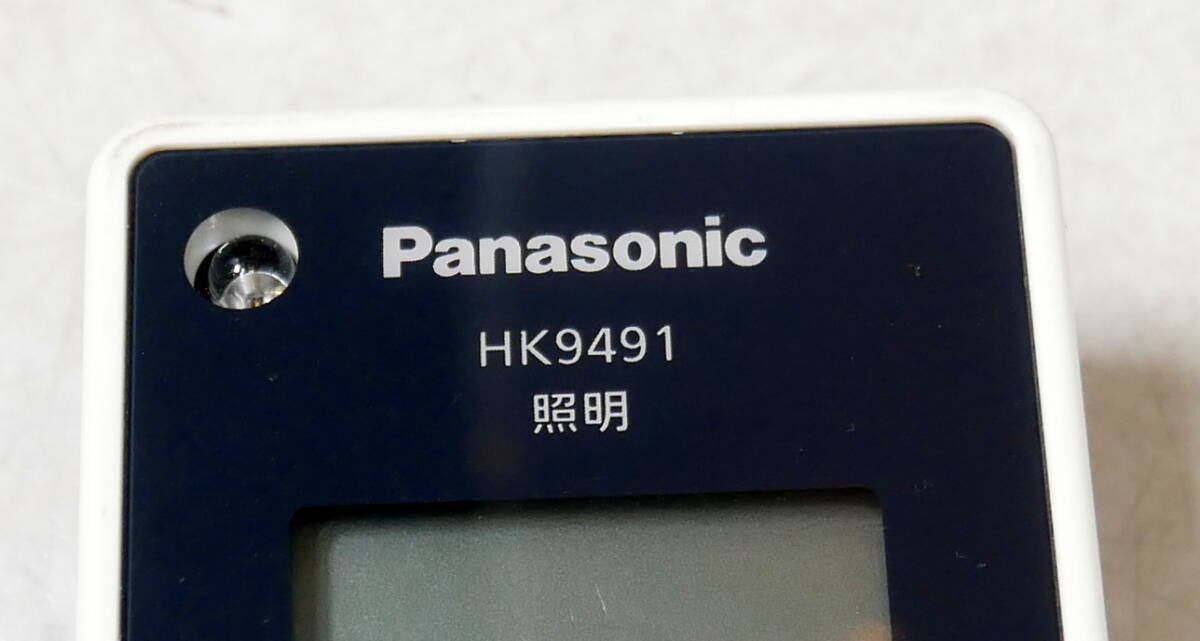 Panasonic
HK9491
照明